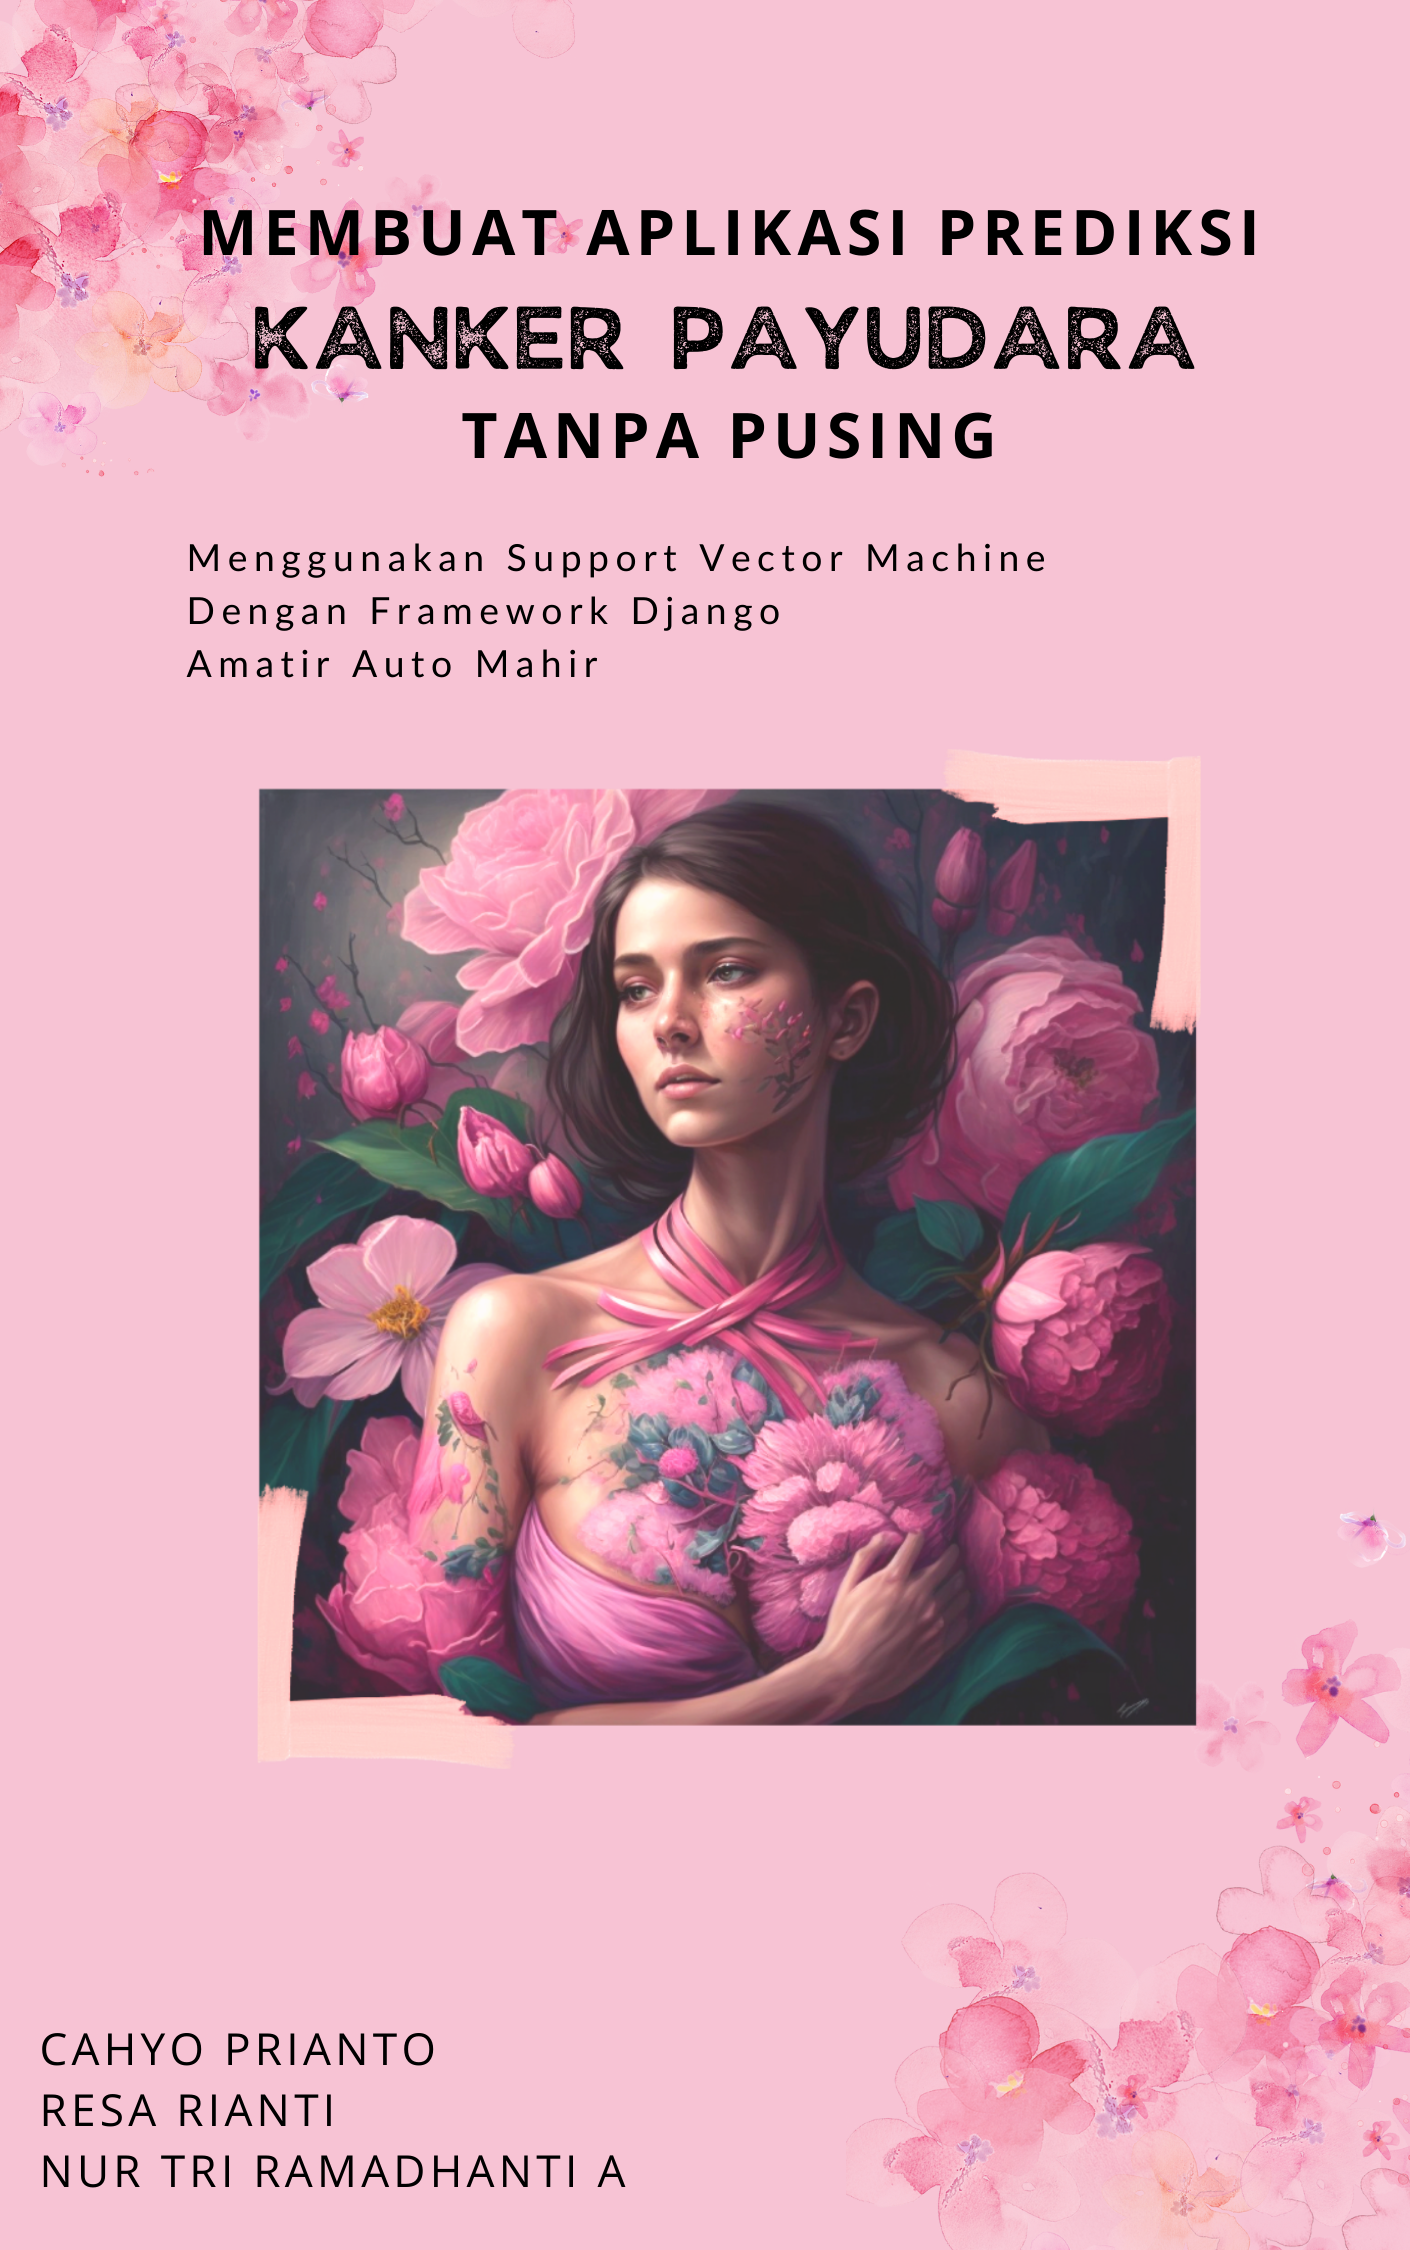 MEMBUAT APLIKASI PREDIKSI
KANKER PAYUDARA
TANPA PUSING
Menggunakan Support Vector Machine
Dengan Framework Django
Amatir Auto Mahir
CAHYO PRIANTO
RESA RIANTI
NUR TRI RAMADHANTI A